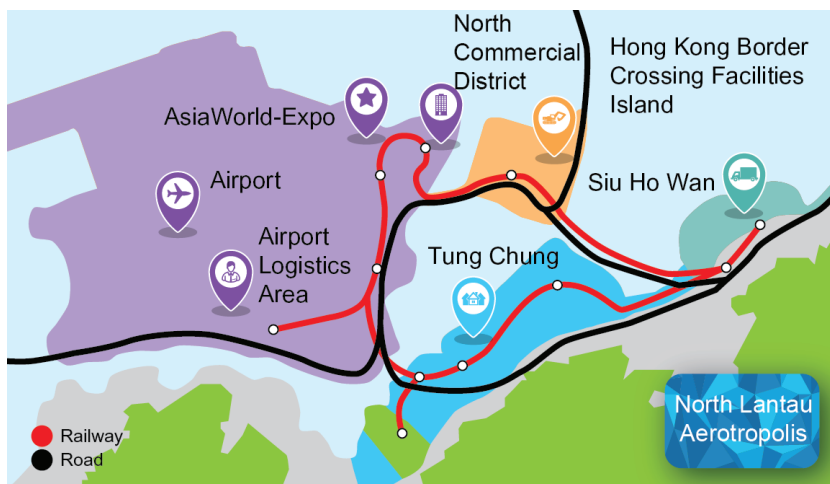 North
Commercial
District
Hong Kong Border
Crossing Facilities
Island
AsiaWorld-Expo
Airport
Siu Ho Wan
Airport
Logistics
Area
Tung Chung
North Lantau
Aerotropolis
Railway
Road